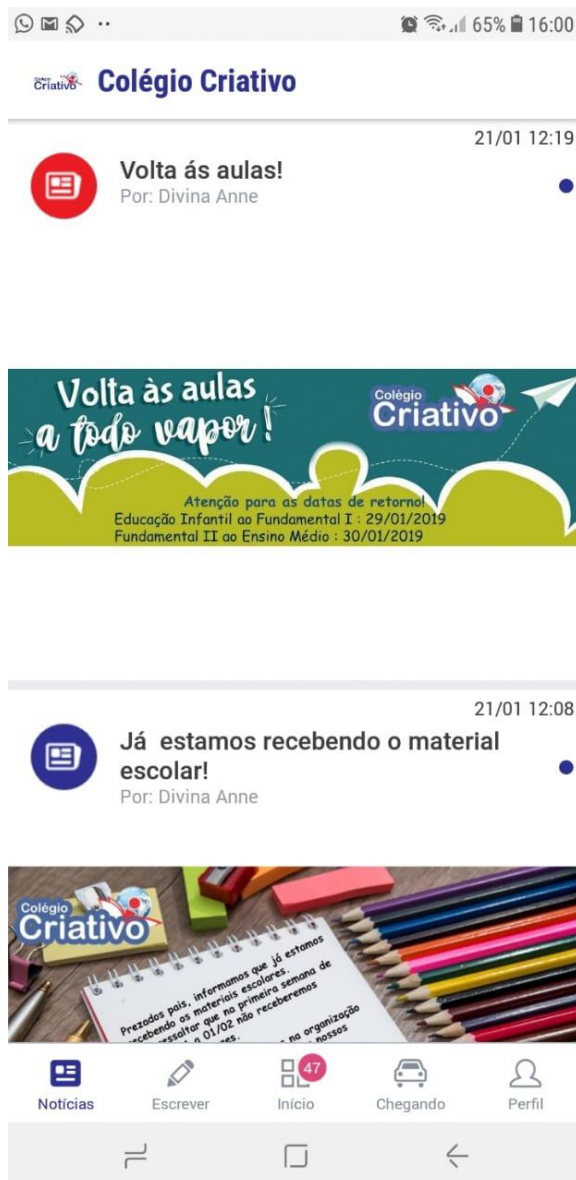 65% 16:00
Criativo
Colégio Criativo
21/01 12:19
Volta ás aulas!
Por: Divina Anne
Volta às aulas
a todo vapor!
Colégio
Criativo
Atenção para as datas de retorno!
Educação Infantil ao Fundamental I : 29/01/2019
Fundamental II ao Ensino Médio : 30/01/2019
21/01 12:08
Já estamos recebendo o material
escolar!
Por: Divina Anne
Colégio
Criativo
Prezados pais, informamos que já estamos
recebendo os materiais escolares.
ressaltar que na primeira semana de
a 01/02 não receberemos
na organização
nossos
Notícias
Escrever
47
Início
Chegando
Perfil